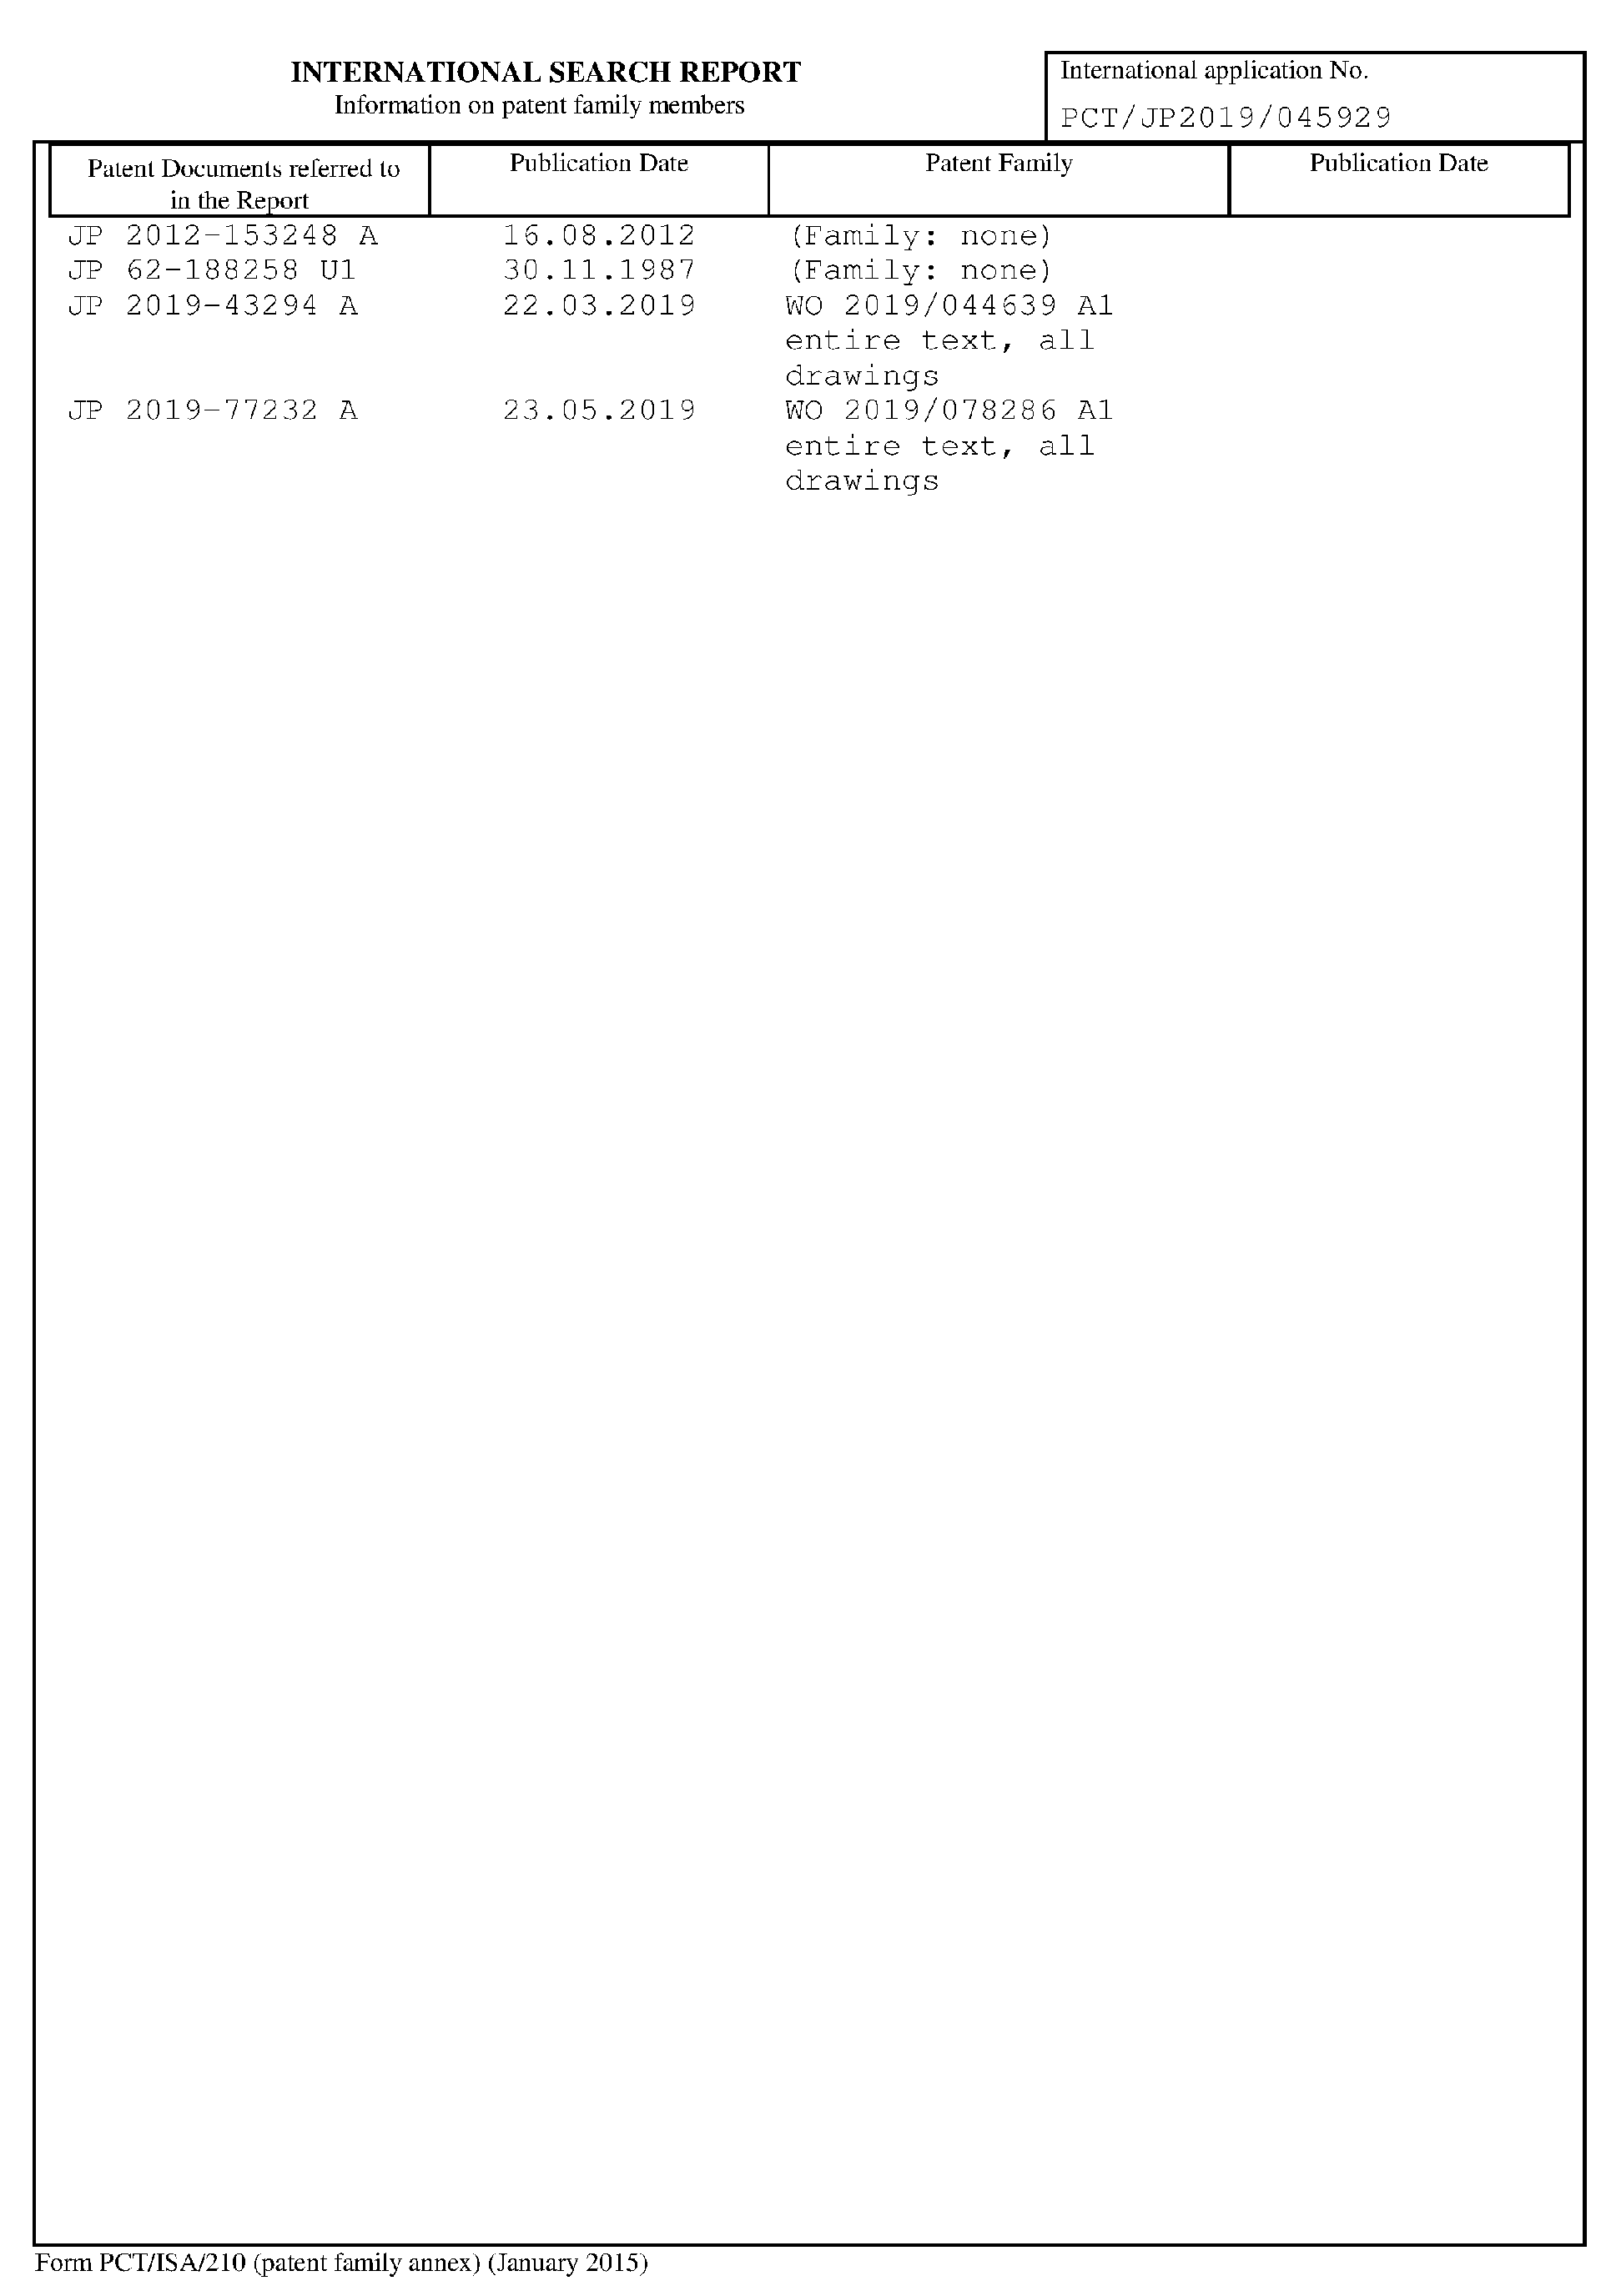 INTERNATIONAL SEARCH REPORT
Information on patent family members
International application No.
PCT/JP2019/045929
Patent Documents referred to
in the Report
Publication Date
Patent Family
Publication Date
JP 2012-153248 A 16.08.2012 (Family: none)
JP 62-188258 U1 30.11.1987 (Family: none)
JP 2019-43294 A 22.03.2019 WO 2019/044639 A1
entire text, all
drawings
JP 2019-77232 A 23.05.2019 WO 2019/078286 A1
entire text, all
drawings
Form PCT/ISA/210 (patent family annex) (January 2015)